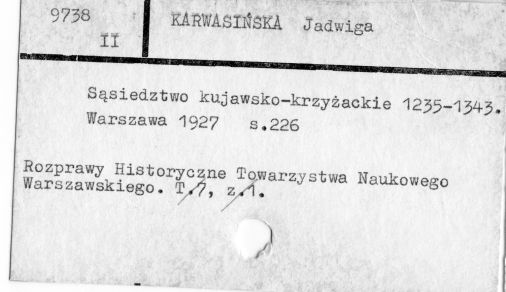 9738
II
KARWASIŃSKA Jadwiga
Sąsiedztwo kujawsko-krzyżackie 1235-1343.
Warszawa 1927 s.226
Rozprawy Historyczne Towarzystwa Naukowego
Warszawskiego. T.7, z.1.